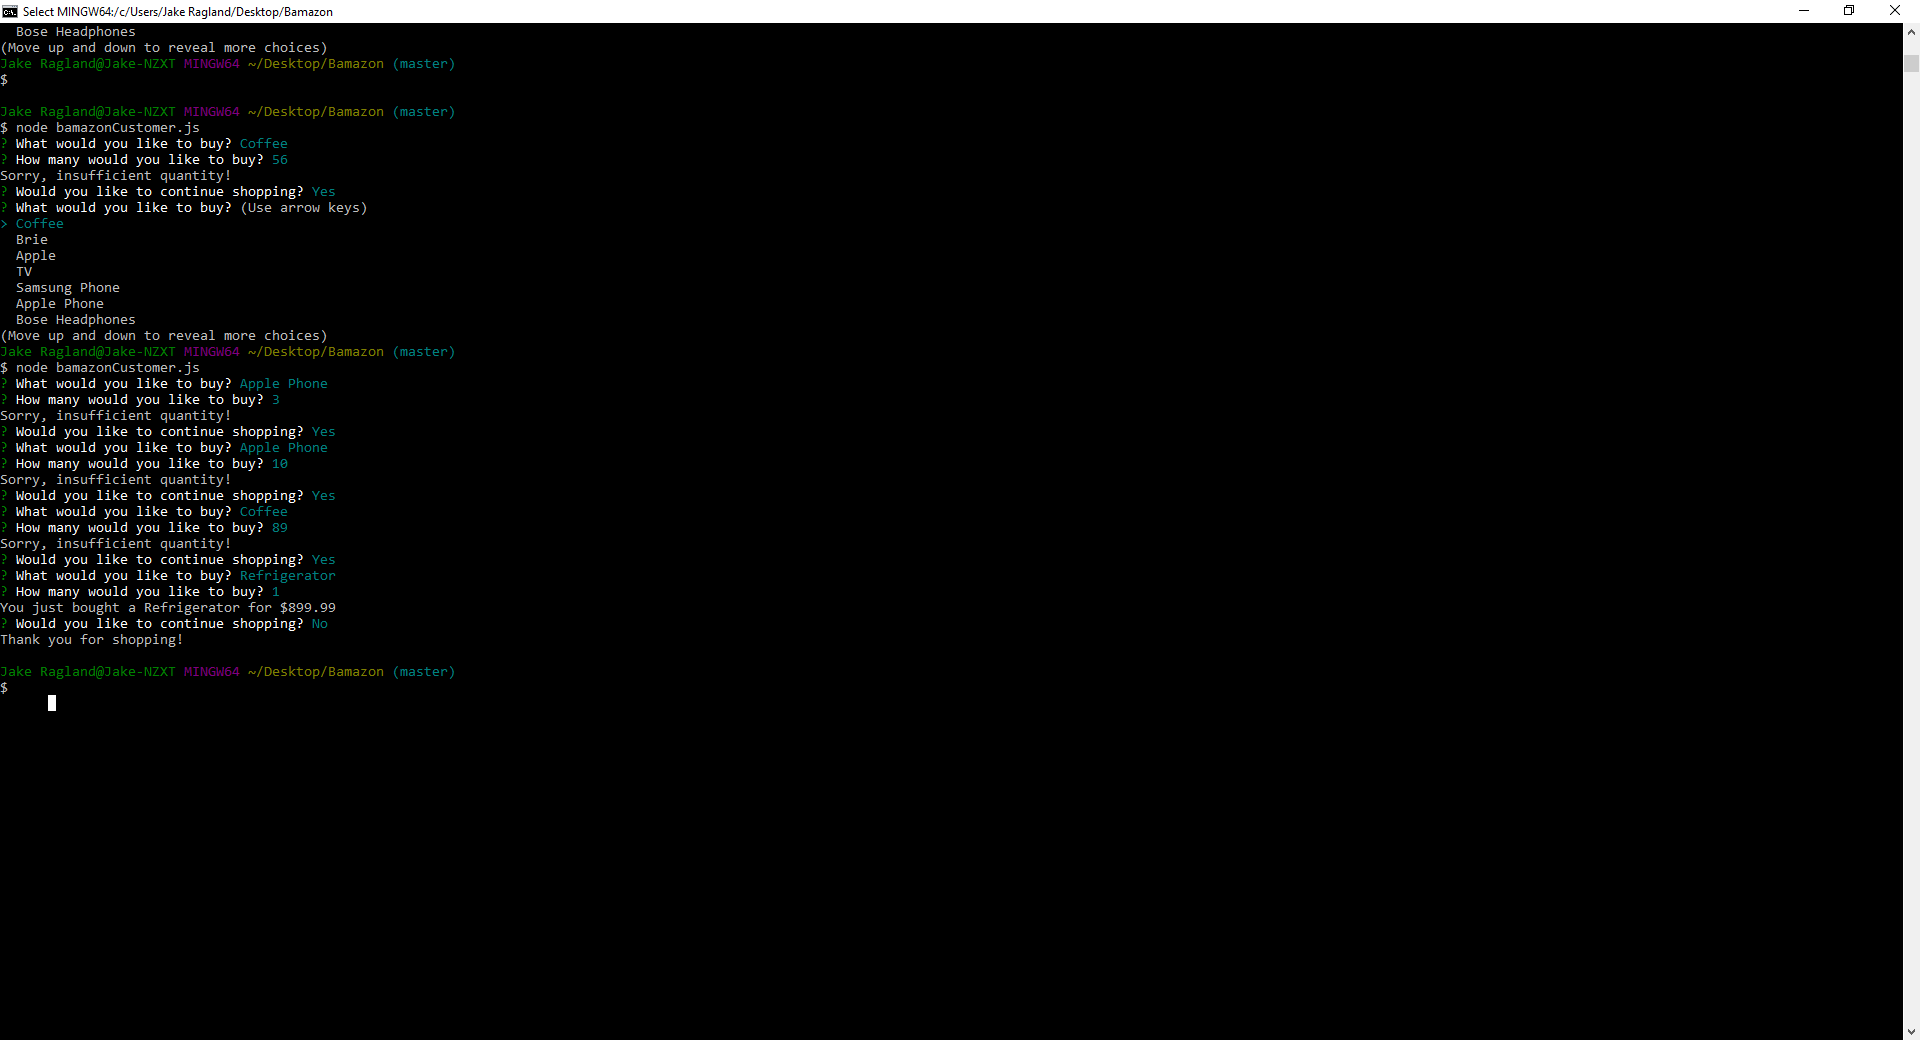 Select MINGW64:/c/Users/Jake Ragland/Desktop/Bamazon
Bose Headphones
(Move up and down to reveal more choices)
Jake Ragland@Jake-NZXT MINGW64 ~/Desktop/Bamazon (master)
$
Jake Ragland@Jake-NZXT MINGW64 ~/Desktop/Bamazon (master)
$ node bamazonCustomer.js
? What would you like to buy? Coffee
? How many would you like to buy? 56
Sorry, insufficient quantity!
? Would you like to continue shopping? Yes
? What would you like to buy? (Use arrow keys)
> Coffee
Brie
Apple
TV
Samsung Phone
Apple Phone
Bose Headphones
(Move up and down to reveal more choices)
Jake Ragland@Jake-NZXT MINGW64 ~/Desktop/Bamazon (master)
$ node bamazonCustomer.js
? What would you like to buy? Apple Phone
? How many would you like to buy? 3
Sorry, insufficient quantity!
? Would you like to continue shopping? Yes
? What would you like to buy? Apple Phone
? How many would you like to buy? 10
Sorry, insufficient quantity!
? Would you like to continue shopping? Yes
? What would you like to buy? Coffee
? How many would you like to buy? 89
Sorry, insufficient quantity!
? Would you like to continue shopping? Yes
? What would you like to buy? Refrigerator
? How many would you like to buy? 1
You just bought a Refrigerator for $899.99
? Would you like to continue shopping? No
Thank you for shopping!
Jake Ragland@Jake-NZXT MINGW64 ~/Desktop/Bamazon (master)
$